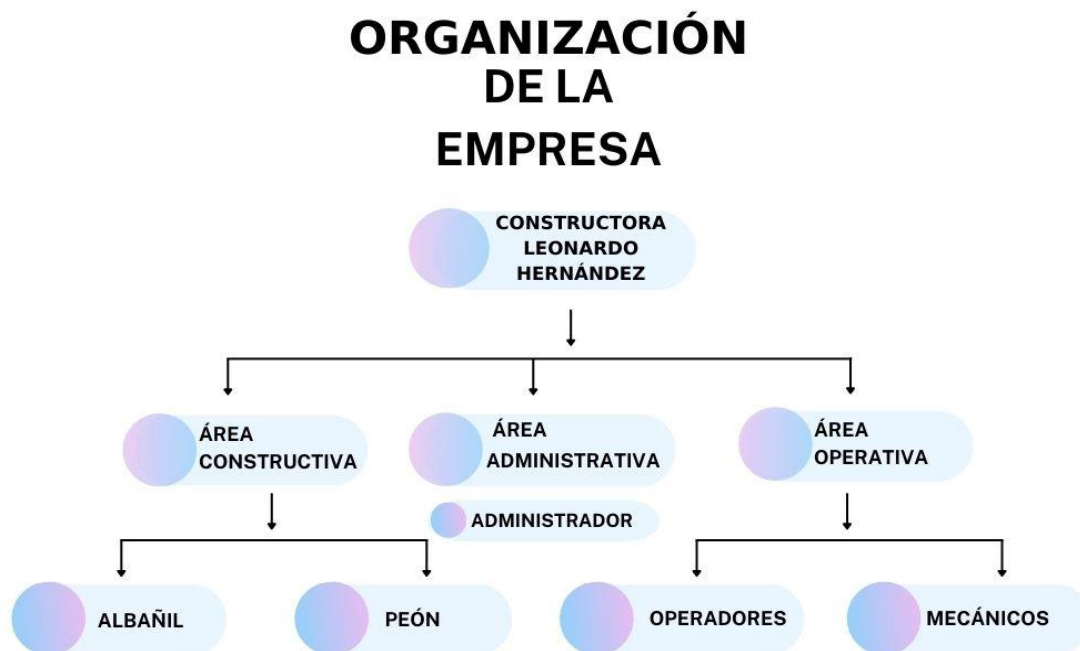 ORGANIZACIÓN
DE LA
EMPRESA
CONSTRUCTORA
LEONARDO
HERNÁNDEZ
ÁREA
CONSTRUCTIVA
ÁREA
ADMINISTRATIVA
ÁREA
OPERATIVA
ADMINISTRADOR
ALBAÑIL
PEÓN
OPERADORES
MECÁNICOS